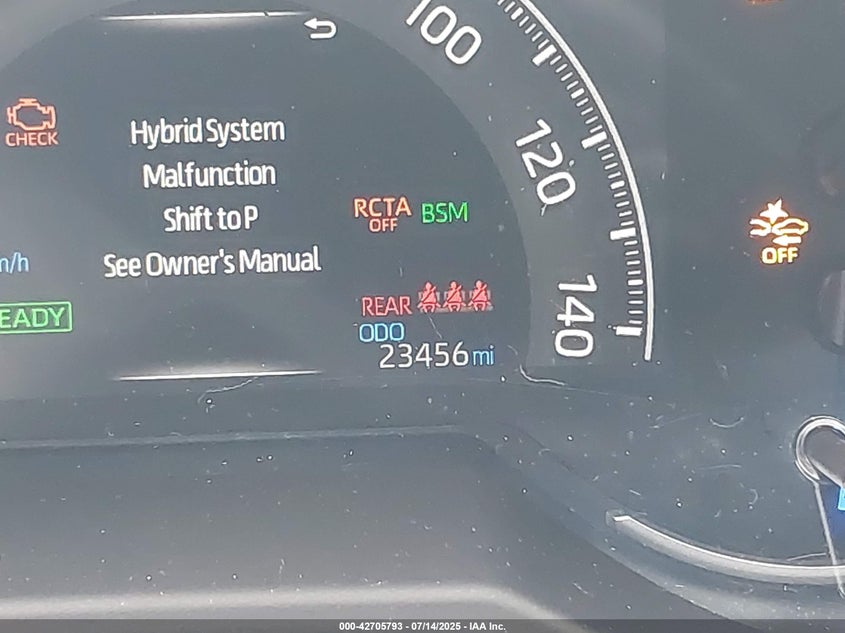 100
CHECK
Hybrid System
Malfunction
Shift to P
See Owner's Manual
120
RCTA
OFF
BSM
OFF
m/h
EADY
REAR
140
ODO
23456 mi
000-42705793 - 07/14/2025 - IAA Inc.